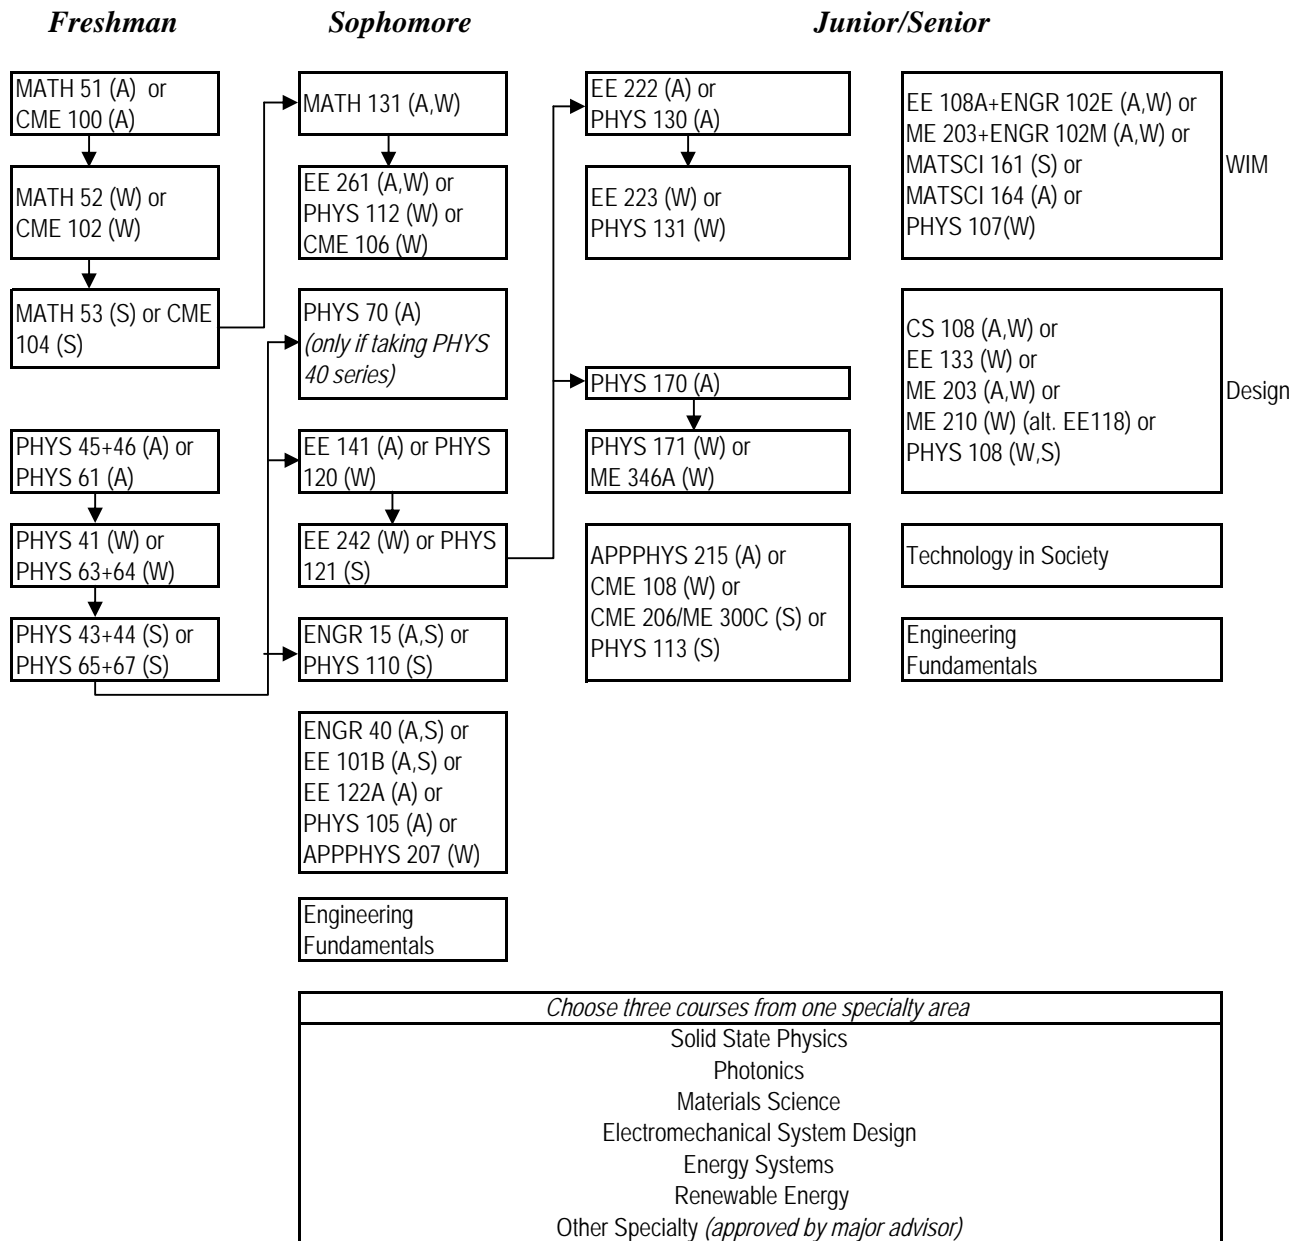 Freshman
Sophomore
Junior/Senior
MATH 51 (A) or
CME 100 (A)
MATH 52 (W) or
CME 102 (W)
MATH 53 (S) or CME
104 (S)
PHYS 45+46 (A) or
PHYS 61 (A)
PHYS 41 (W) or
PHYS 63+64 (W)
PHYS 43+44 (S) or
PHYS 65+67 (S)
MATH 131 (A,W)
EE 261 (A,W) or
PHYS 112 (W) or
CME 106 (W)
PHYS 70 (A)
(only if taking PHYS
40 series)
EE 141 (A) or PHYS
120 (W)
EE 242 (W) or PHYS
121 (S)
ENGR 15 (A,S) or
PHYS 110 (S)
ENGR 40 (A,S) or
EE 101B (A,S) or
EE 122A (A) or
PHYS 105 (A) or
APPPHYS 207 (W)
Engineering
Fundamentals
EE 222 (A) or
PHYS 130 (A)
EE 223 (W) or
PHYS 131 (W)
PHYS 170 (A)
PHYS 171 (W) or
ME 346A (W)
APPPHYS 215 (A) or
CME 108 (W) or
CME 206/ME 300C (S) or
PHYS 113 (S)
EE 108A+ENGR 102E (A,W) or
ME 203+ENGR 102M (A,W) or
MATSCI 161 (S) or
MATSCI 164 (A) or
PHYS 107(W)
WIM
CS 108 (A,W) or
EE 133 (W) or
ME 203 (A,W) or
ME 210 (W) (alt. EE118) or
PHYS 108 (W,S)
Design
Technology in Society
Engineering
Fundamentals
Choose three courses from one specialty area
Solid State Physics
Photonics
Materials Science
Electromechanical System Design
Energy Systems
Renewable Energy
Other Specialty (approved by major advisor)